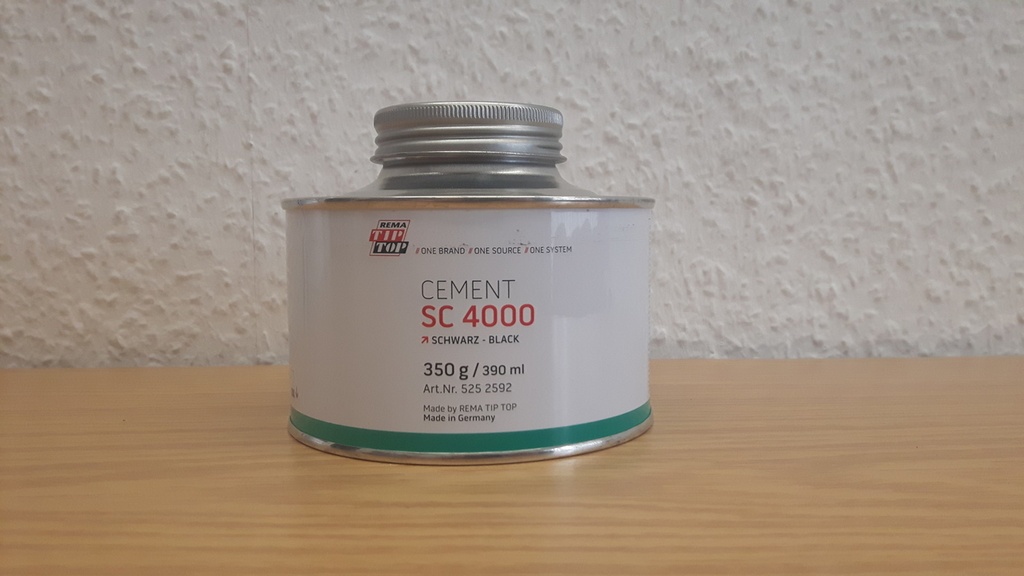 REMA
TIP
TOP
// ONE BRAND // ONE SOURCE // ONE SYSTEM
CEMENT
SC 4000
SCHWARZ - BLACK
350 g / 390 ml
Art.Nr. 525 2592
Made by REMA TIP TOP
Made in Germany